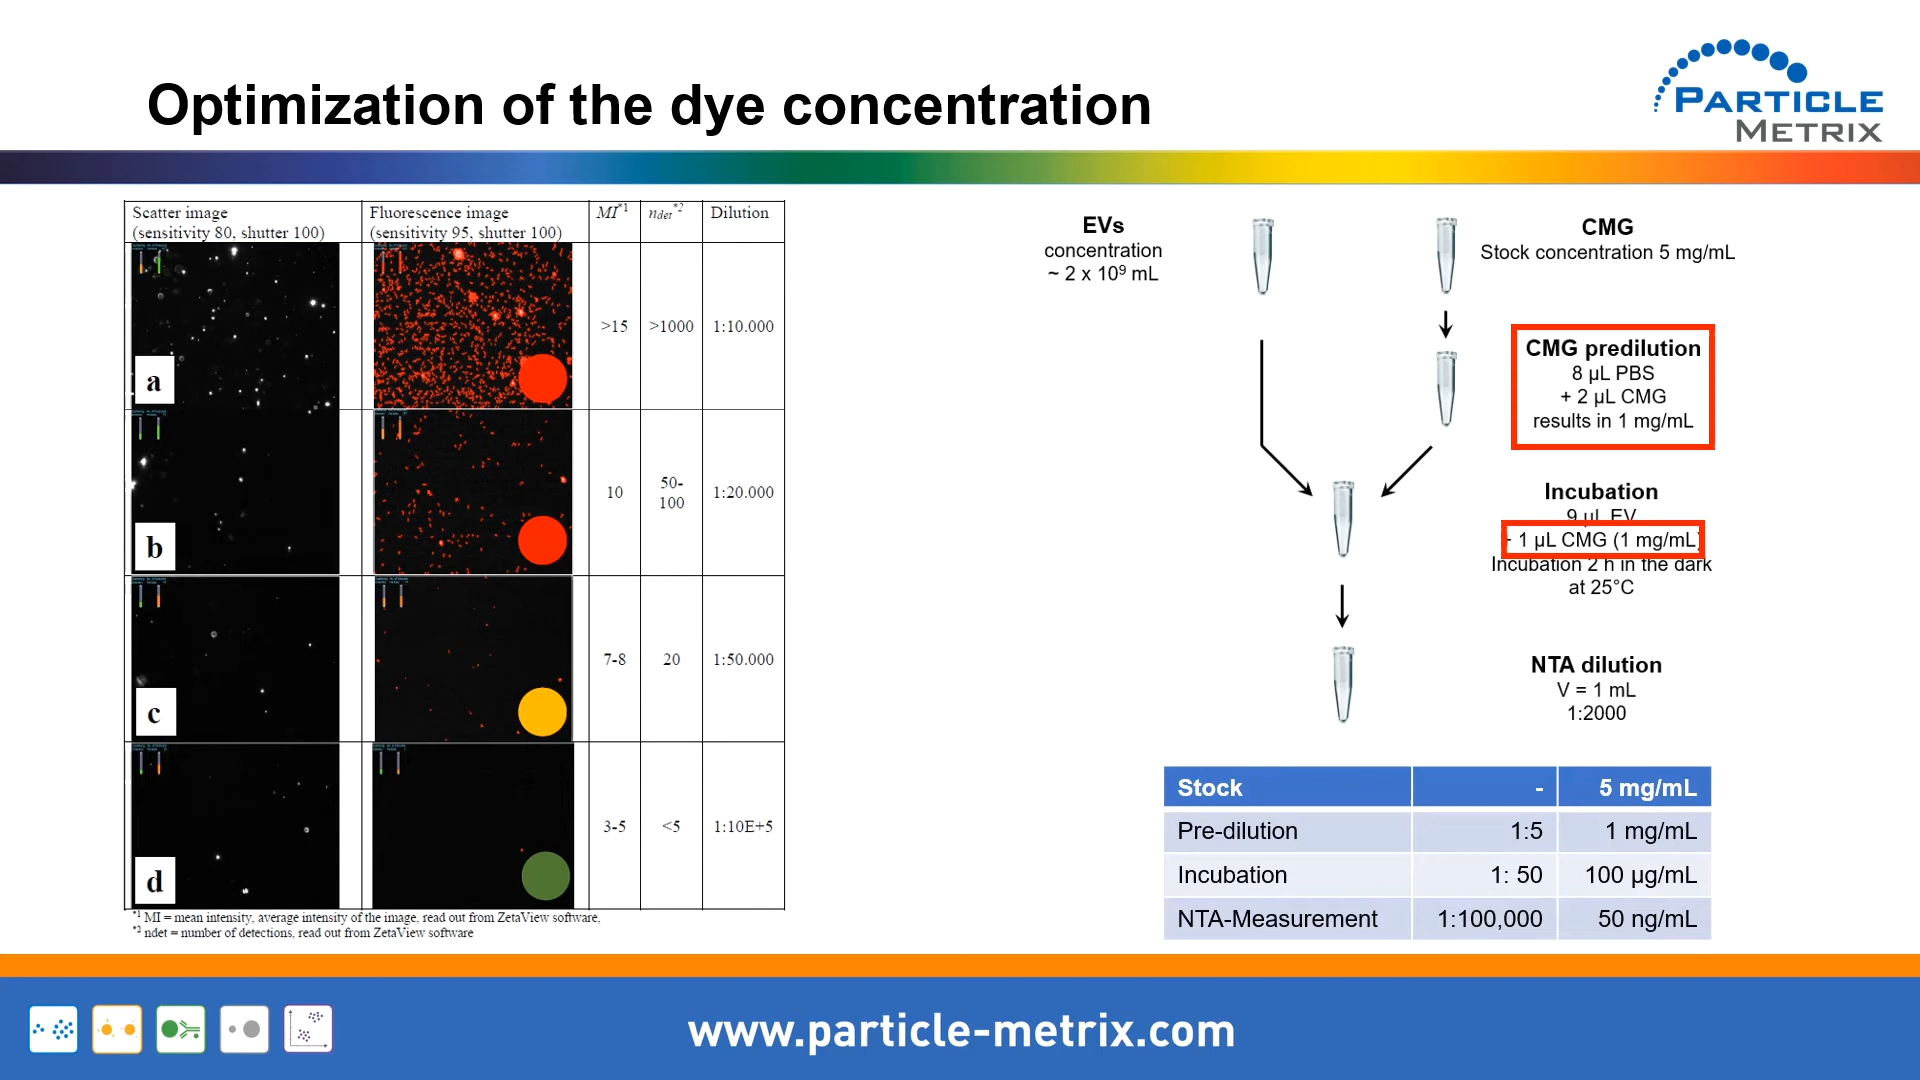 Optimization of the dye concentration
PARTICLE
METRIX
Scatter image
(sensitivity 80, shutter 100)
Fluorescence image
(sensitivity 95, shutter 100)
MI*1
ndet*2
Dilution
a
>15
>1000
1:10.000
b
10
50-
100
1:20.000
c
7-8
20
1:50.000
d
3-5
<5
1:10E+5
*1 MI = mean intensity, average intensity of the image, read out from ZetaView software,
*2 ndet = number of detections, read out from ZetaView software
EVs
concentration
~ 2 x 10⁹ mL
CMG
Stock concentration 5 mg/mL
CMG predilution
8 µL PBS
+ 2 µL CMG
results in 1 mg/mL
Incubation
9 µL EV
+ 1 µL CMG (1 mg/mL)
Incubation 2 h in the dark
at 25°C
NTA dilution
V = 1 mL
1:2000
Stock - 5 mg/mL
Pre-dilution 1:5 1 mg/mL
Incubation 1: 50 100 µg/mL
NTA-Measurement 1:100,000 50 ng/mL
www.particle-metrix.com